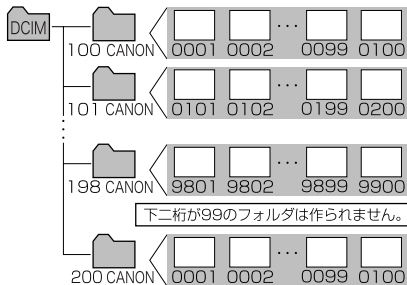 DCIM
100 CANON 0001 0002 ... 0099 0100
101 CANON 0101 0102 ... 0199 0200
198 CANON 9801 9802 ... 9899 9900
下二桁が99のフォルダは作られません。
200 CANON 0001 0002 ... 0099 0100